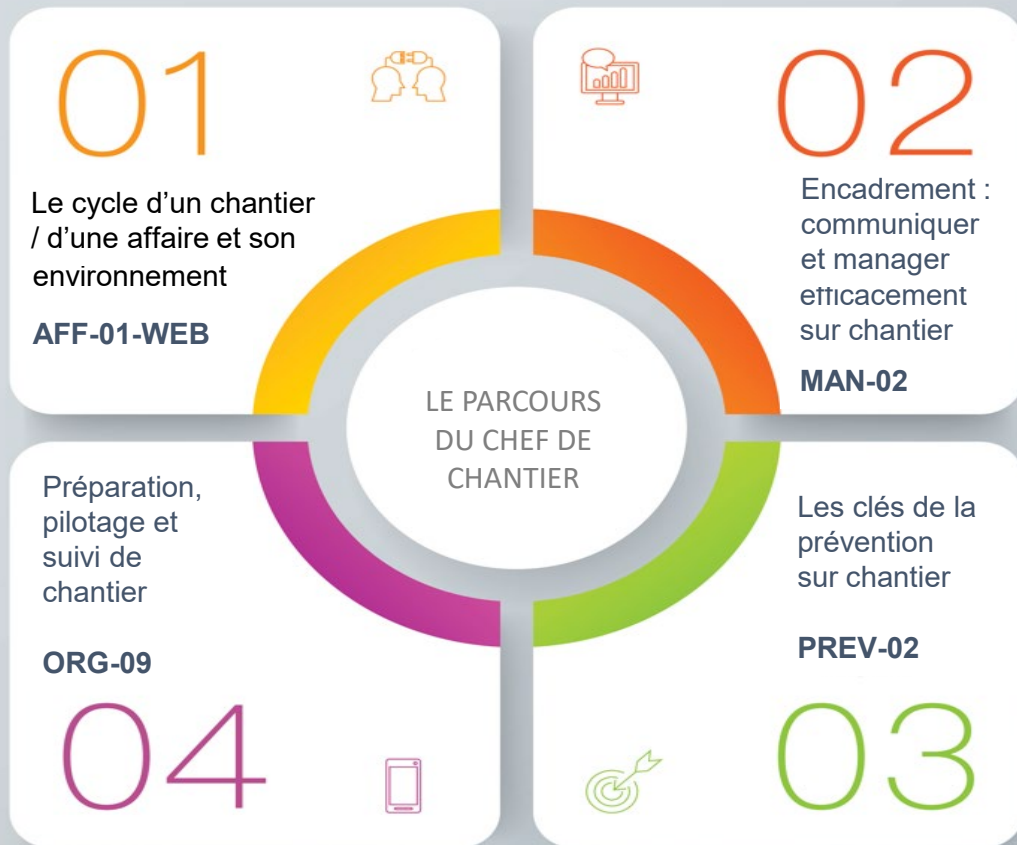 01
Le cycle d’un chantier
/ d’une affaire et son
environnement
AFF-01-WEB
02
Encadrement :
communiquer
et manager
efficacement
sur chantier
MAN-02
LE PARCOURS
DU CHEF DE
CHANTIER
Les clés de la
prévention
sur chantier
PREV-02
03
Préparation,
pilotage et
suivi de
chantier
ORG-09
04